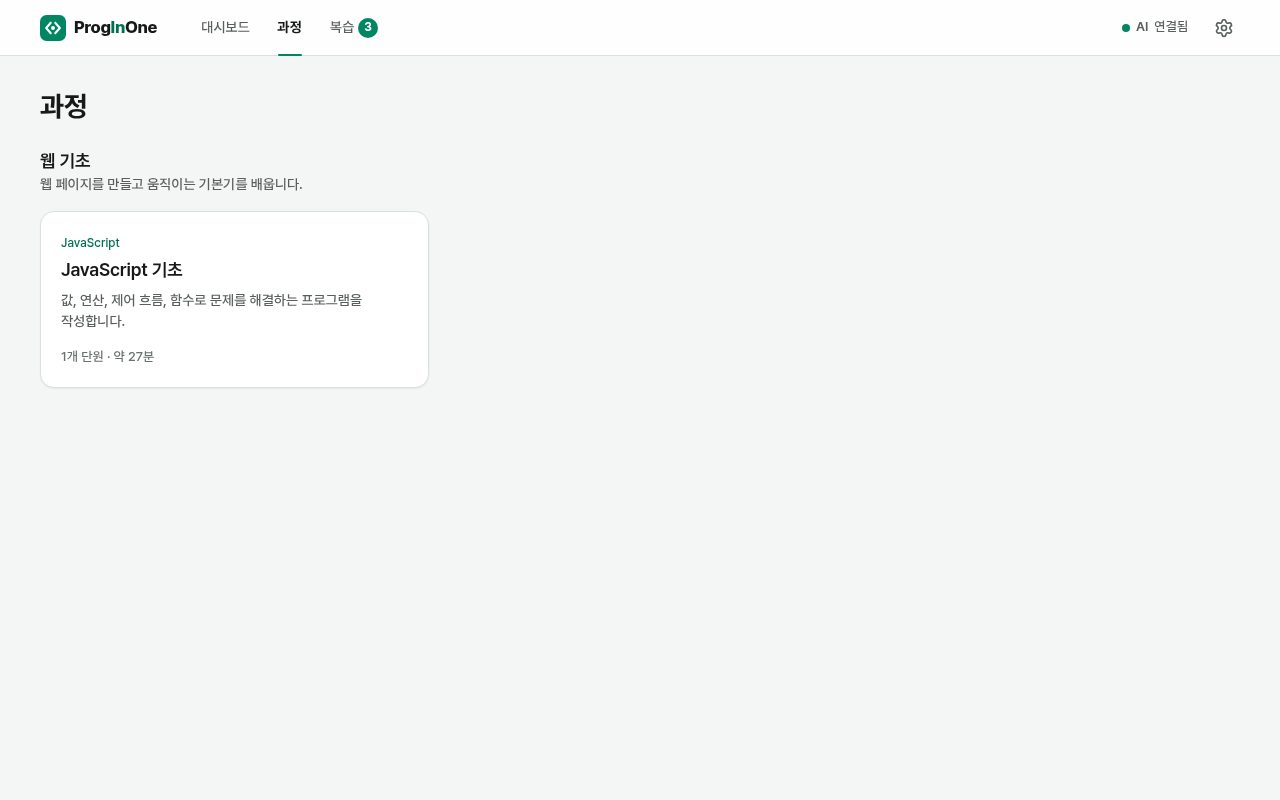 ProgInOne
대시보드
과정
복습 3
AI 연결됨
과정
웹 기초
웹 페이지를 만들고 움직이는 기본기를 배웁니다.
JavaScript
JavaScript 기초
값, 연산, 제어 흐름, 함수로 문제를 해결하는 프로그램을
작성합니다.
1개 단원 · 약 27분